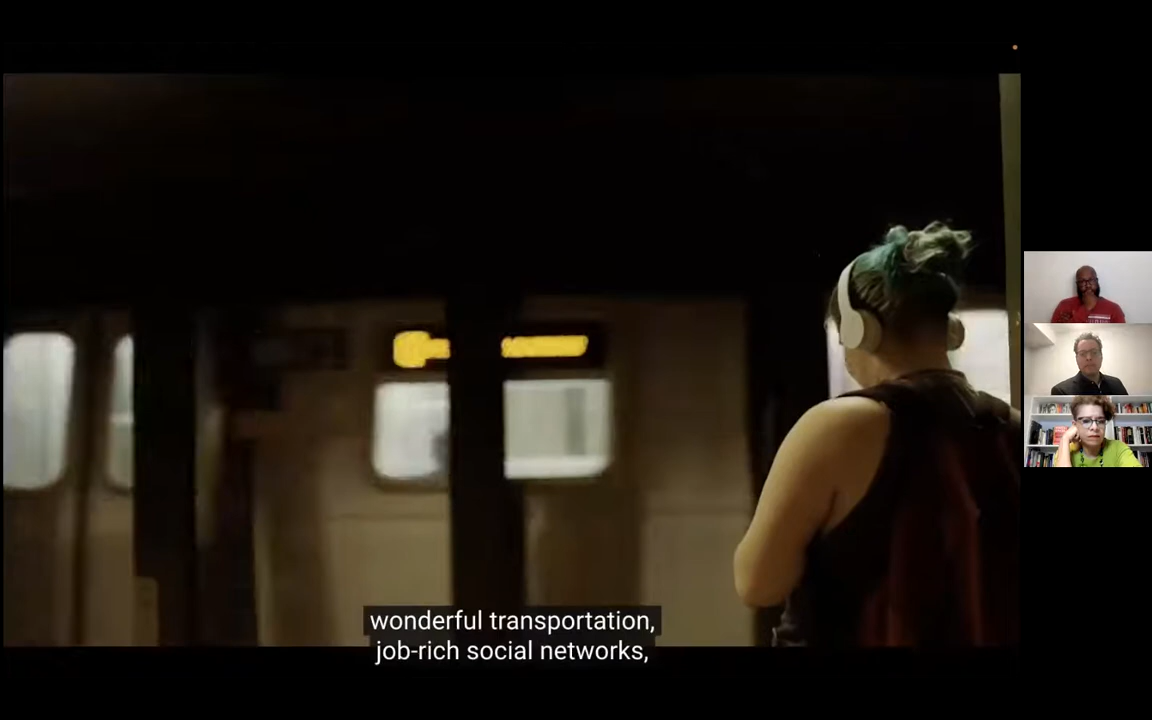 wonderful transportation,
job-rich social networks,